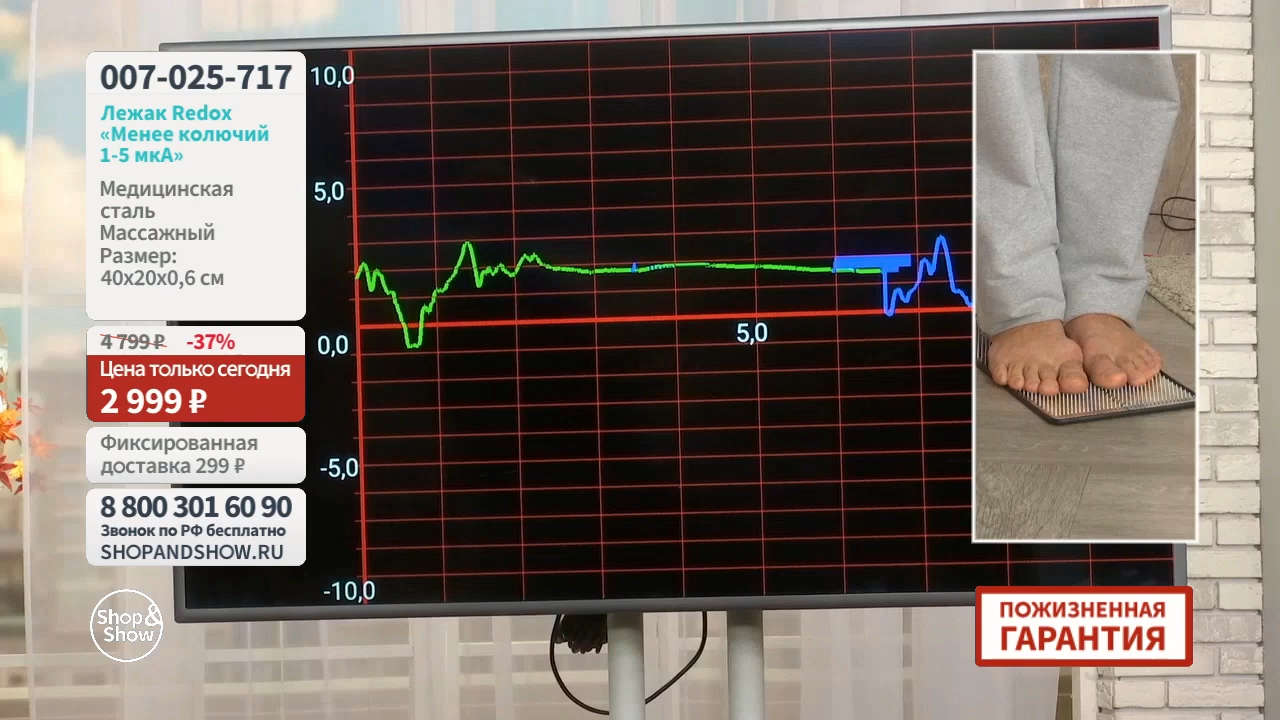 007-025-717
Лежак Redox
«Менее колючий
1-5 мкА»
Медицинская
сталь
Массажный
Размер:
40х20х0,6 см
4 799 ₽ -37%
Цена только сегодня
2 999 ₽
Фиксированная
доставка 299 ₽
8 800 301 60 90
Звонок по РФ бесплатно
SHOPANDSHOW.RU
Shop&
Show
10,0
5,0
0,0
5,0
-5,0
-10,0
ПОЖИЗНЕННАЯ
ГАРАНТИЯ